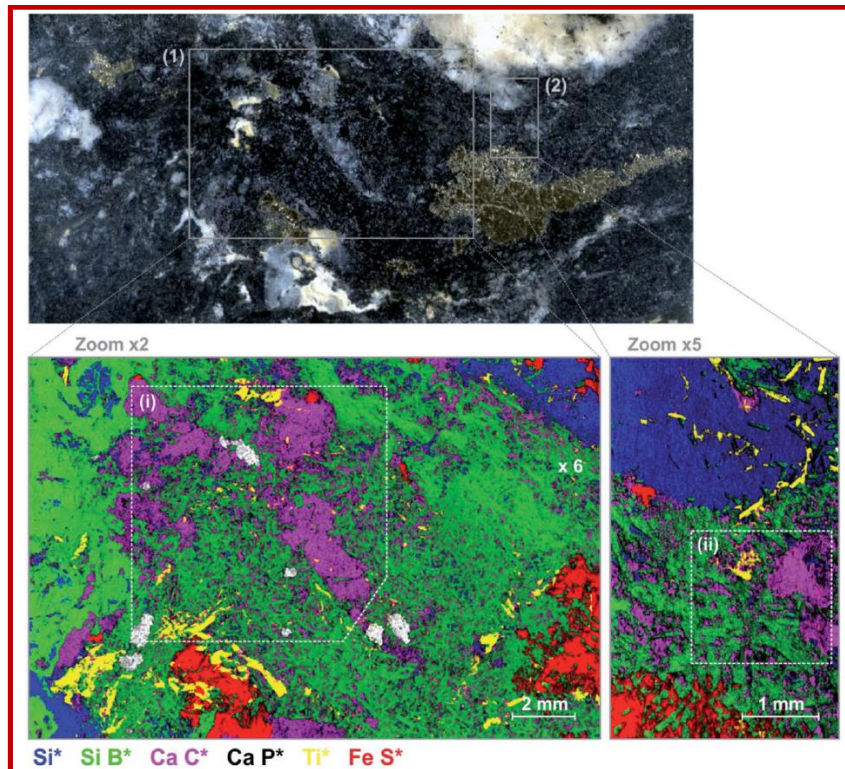 (1)
(2)
Zoom x2
Zoom x5
(i)
x 6
(ii)
2 mm
1 mm
Si* Si B* Ca C* Ca P* Ti* Fe S*